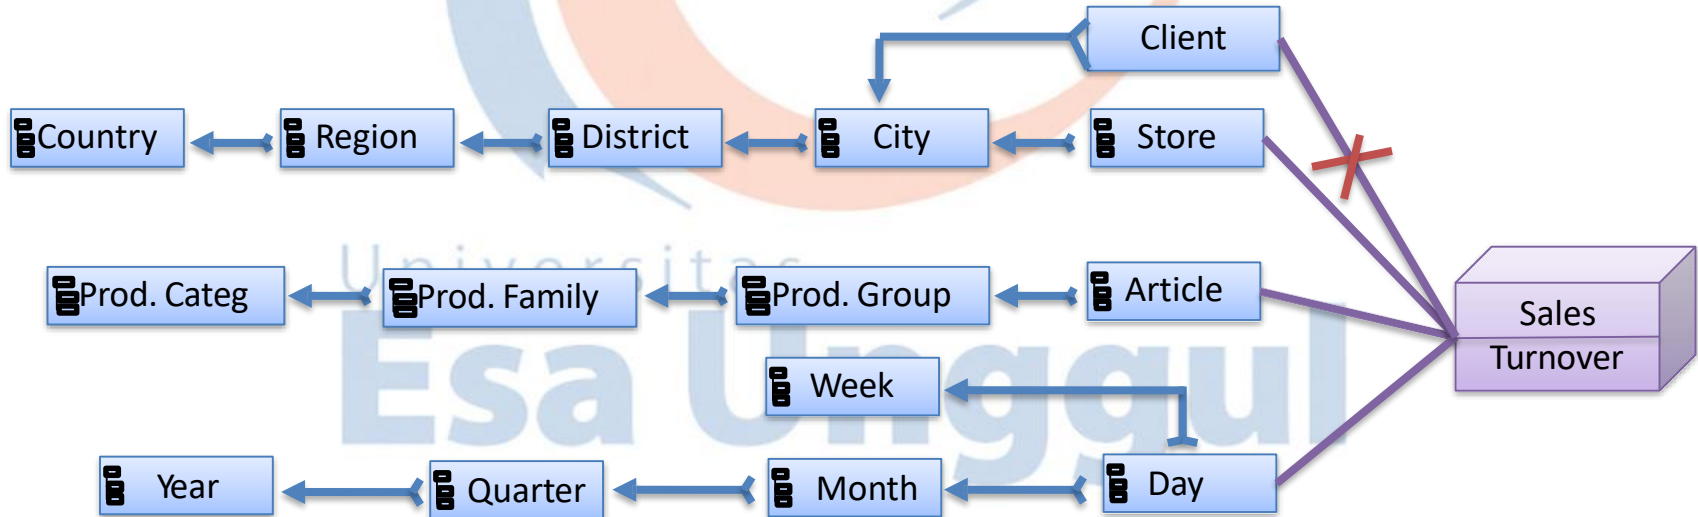 Client
Country
Region
District
City
Store
Universitas
Esa Unggul
Prod. Categ
Prod. Family
Prod. Group
Article
Sales
Turnover
Week
Year
Quarter
Month
Day